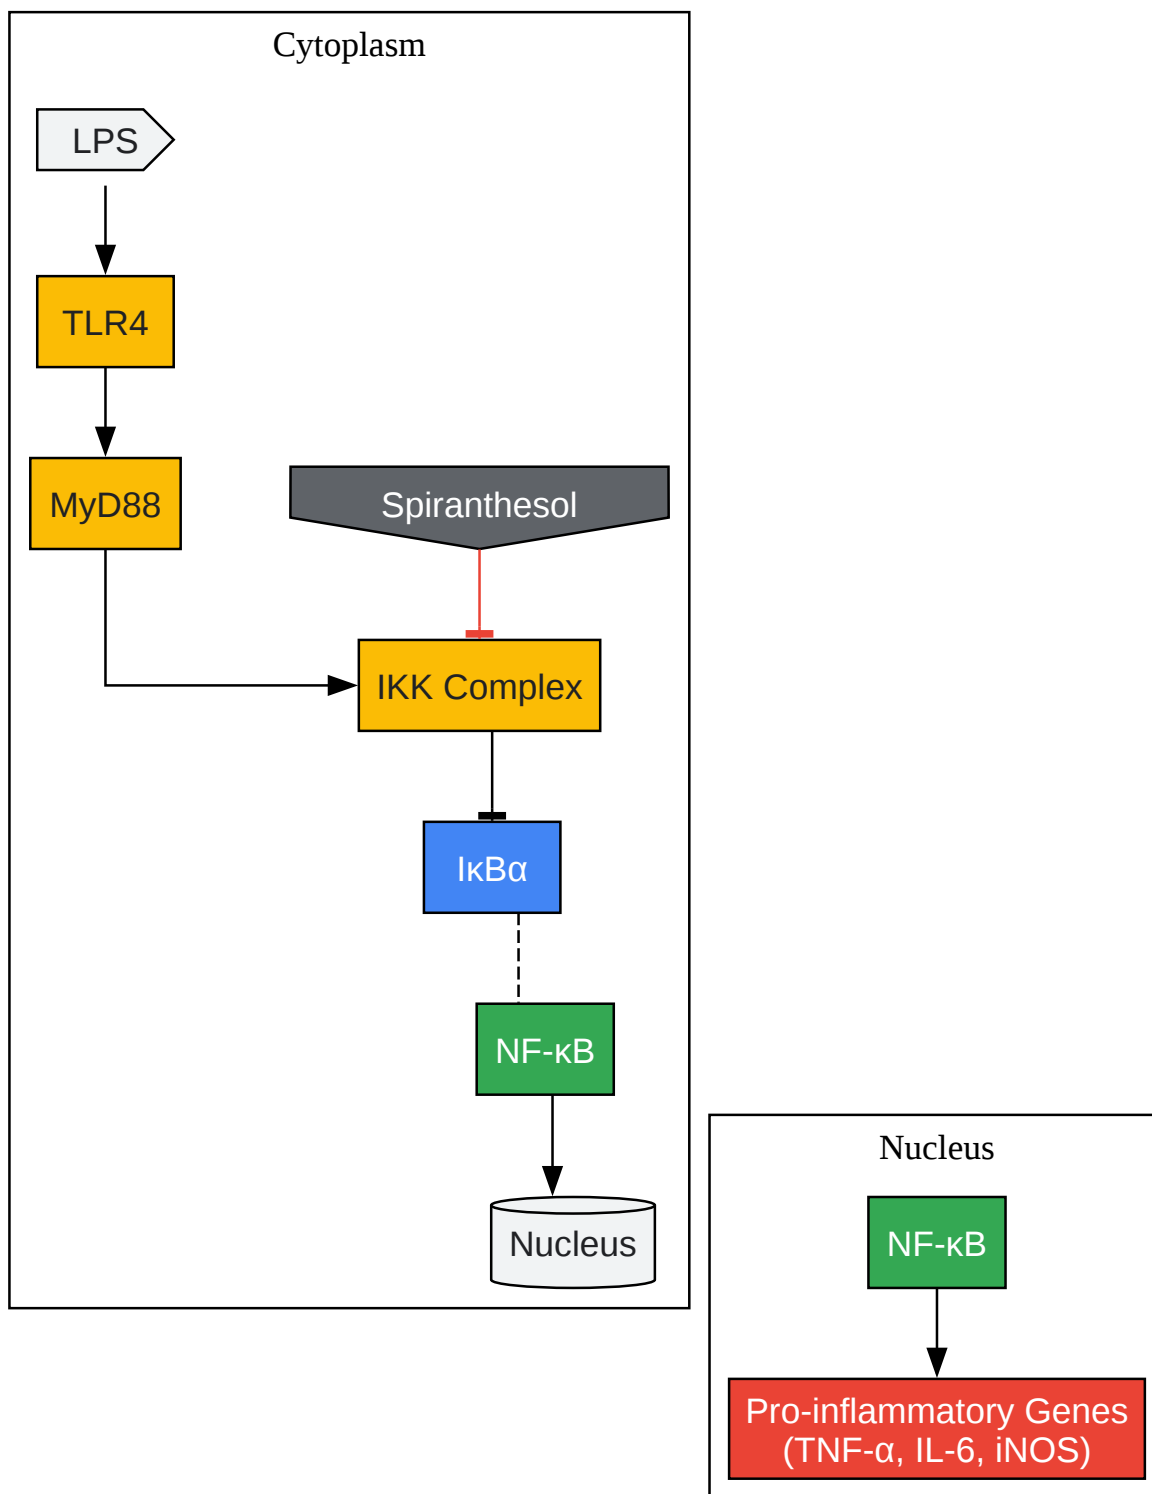 Cytoplasm
LPS
TLR4
MyD88
Spiranthesol
IKK Complex
IκBα
NF-κB
Nucleus
Nucleus
NF-κB
Pro-inflammatory Genes
(TNF-α, IL-6, iNOS)